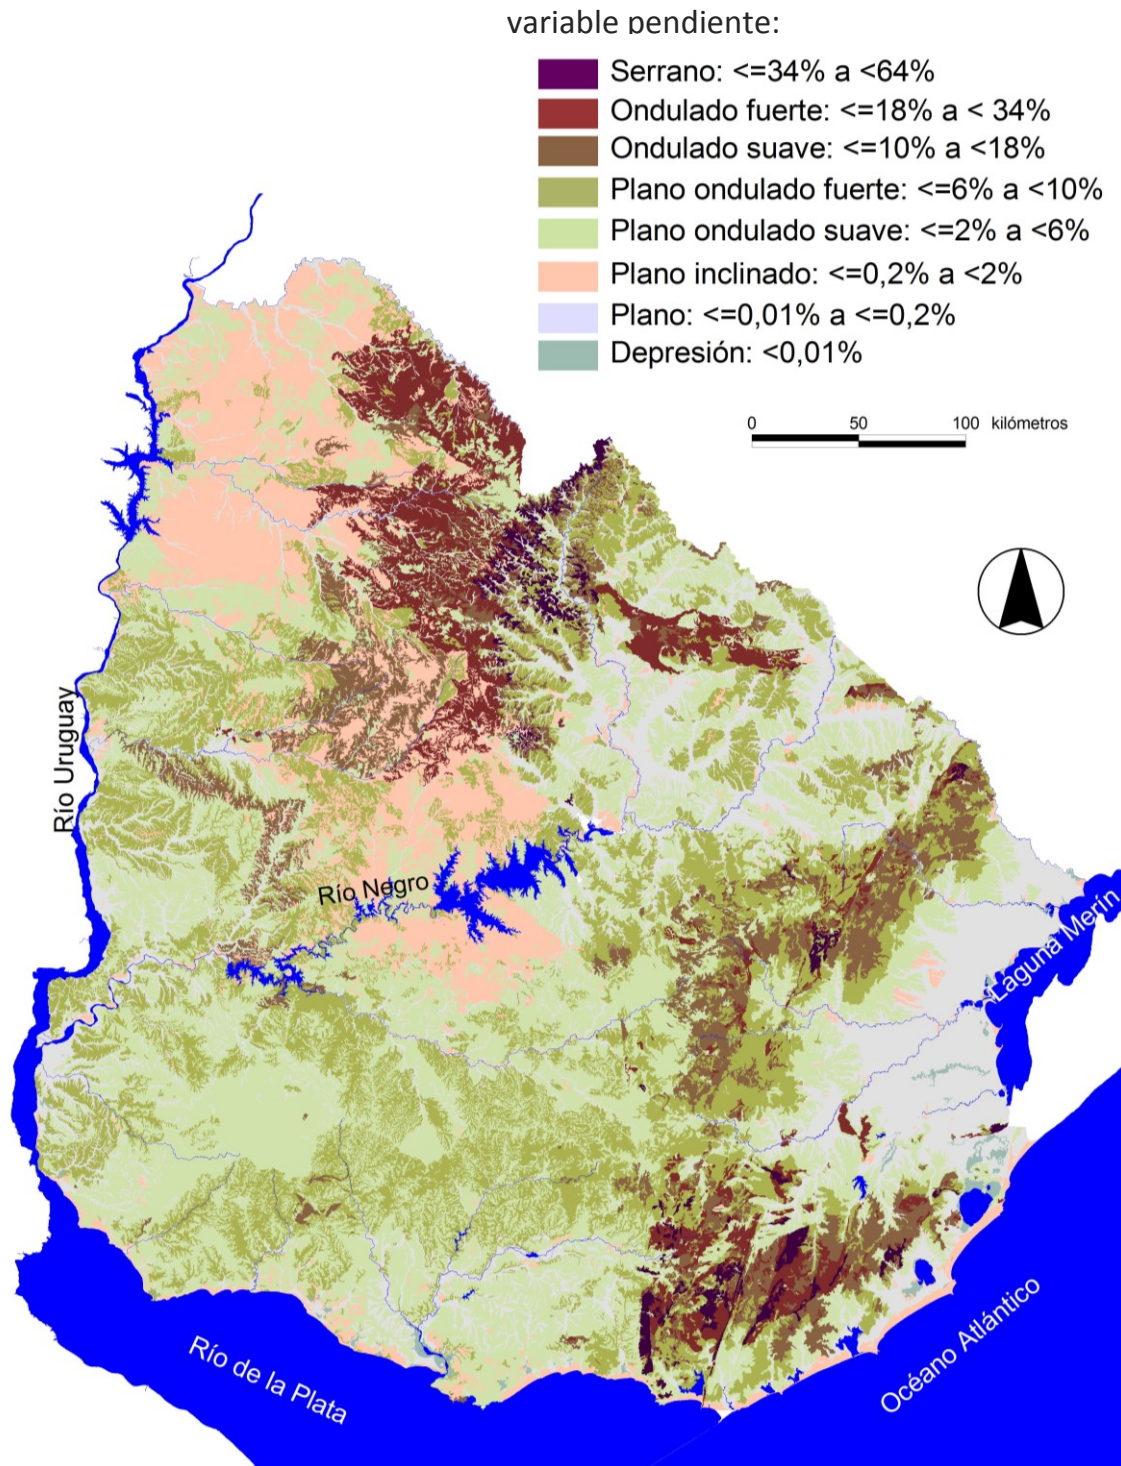 variable pendiente:
Serrano: <=34% a <64%
Ondulado fuerte: <=18% a < 34%
Ondulado suave: <=10% a <18%
Plano ondulado fuerte: <=6% a <10%
Plano ondulado suave: <=2% a <6%
Plano inclinado: <=0,2% a <2%
Plano: <=0,01% a <=0,2%
Depresión: <0,01%
0 50 100 kilómetros
Río Uruguay
Río Negro
Laguna Merín
Río de la Plata
Océano Atlántico